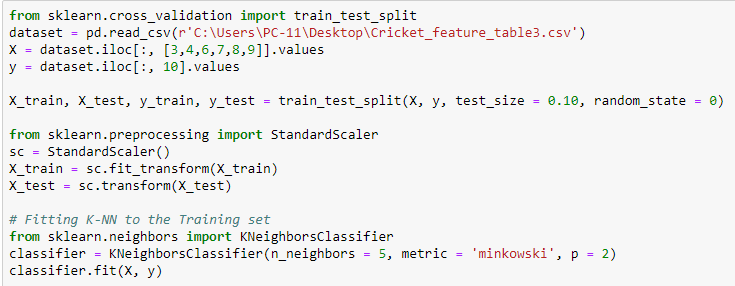 from sklearn.cross_validation import train_test_split
dataset = pd.read_csv(r'C:\Users\PC-11\Desktop\Cricket_feature_table3.csv')
X = dataset.iloc[:, [3,4,6,7,8,9]].values
y = dataset.iloc[:, 10].values

X_train, X_test, y_train, y_test = train_test_split(X, y, test_size = 0.10, random_state = 0)

from sklearn.preprocessing import StandardScaler
sc = StandardScaler()
X_train = sc.fit_transform(X_train)
X_test = sc.transform(X_test)

# Fitting K-NN to the Training set
from sklearn.neighbors import KNeighborsClassifier
classifier = KNeighborsClassifier(n_neighbors = 5, metric = 'minkowski', p = 2)
classifier.fit(X, y)